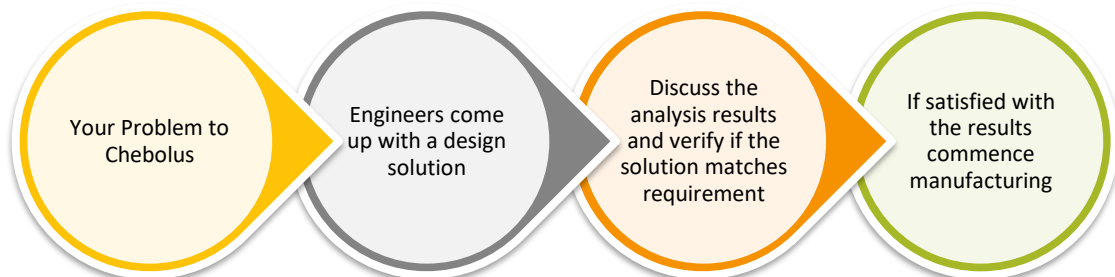 Your Problem to
Chebolus
Engineers come
up with a design
solution
Discuss the
analysis results
and verify if the
solution matches
requirement
If satisfied with
the results
commence
manufacturing